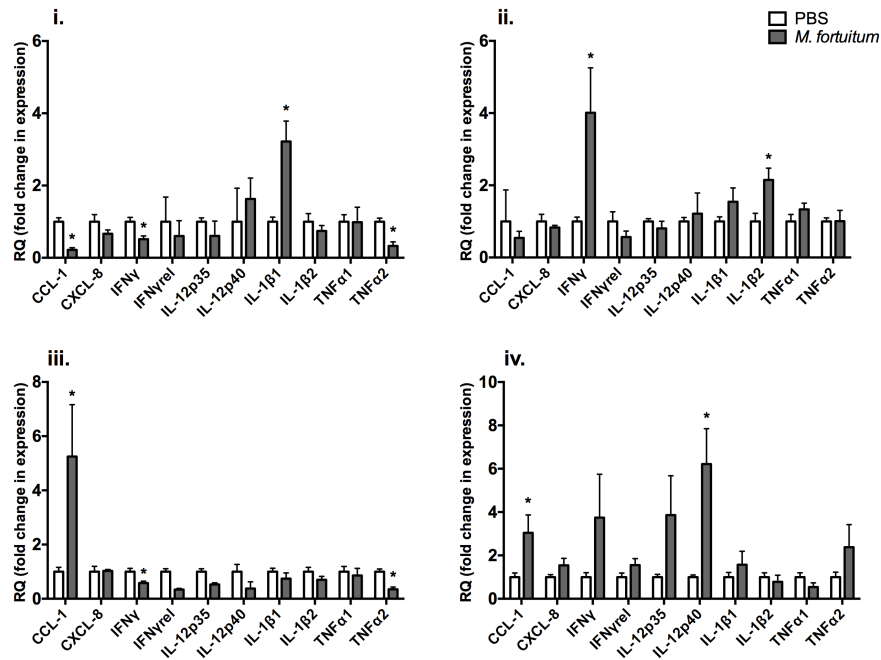 i.
RQ (fold change in expression)
6
4
2
0
CCL-1
CXCL-8
IFNγ
IFNγrel
IL-12p35
IL-12p40
IL-1β1
IL-1β2
TNFα1
TNFα2
*
*
*
*
ii.
PBS
M. fortuitum
RQ (fold change in expression)
6
4
2
0
CCL-1
CXCL-8
IFNγ
IFNγrel
IL-12p35
IL-12p40
IL-1β1
IL-1β2
TNFα1
TNFα2
*
*
iii.
RQ (fold change in expression)
8
6
4
2
0
CCL-1
CXCL-8
IFNγ
IFNγrel
IL-12p35
IL-12p40
IL-1β1
IL-1β2
TNFα1
TNFα2
*
*
*
iv.
RQ (fold change in expression)
10
8
6
4
2
0
CCL-1
CXCL-8
IFNγ
IFNγrel
IL-12p35
IL-12p40
IL-1β1
IL-1β2
TNFα1
TNFα2
*
*